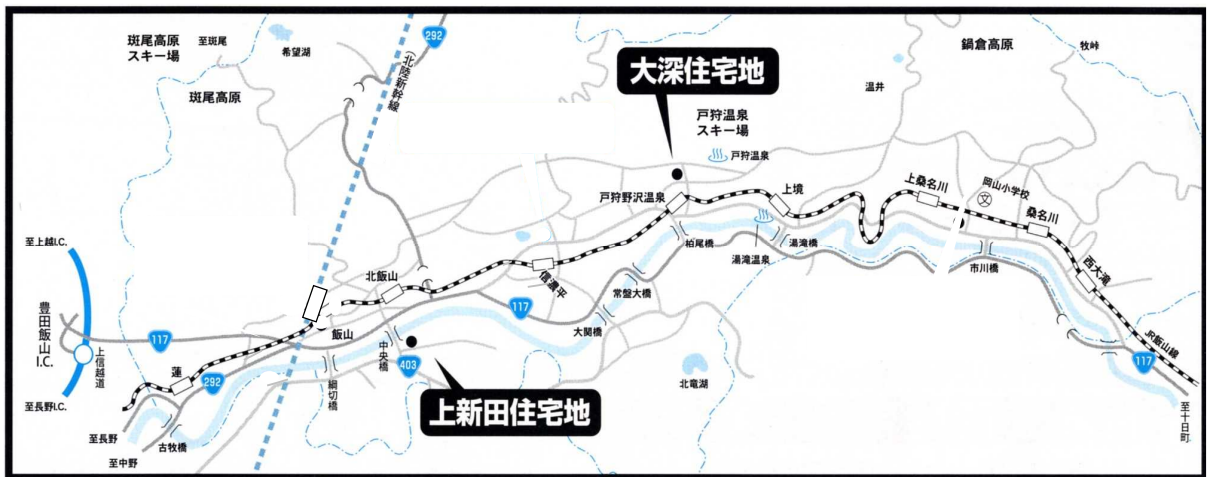 斑尾高原
スキー場
至斑尾
希望湖
292
(北陸新幹線)
斑尾高原
大深住宅地
鍋倉高原
牧峠
温井
戸狩温泉
スキー場
戸狩温泉
戸狩野沢温泉
上境
上桑名川
岡山小学校
文
桑名川
西大滝
JR飯山線
117
至十日町
市川橋
湯滝橋
湯滝温泉
柏尾橋
常盤大橋
大関橋
信濃平
117
北飯山
飯山
中央橋
403
綱切橋
北竜湖
上新田住宅地
至上越I.C.
豊田飯山
I.C.
上信越道
至長野I.C.
117
蓮
292
古牧橋
至長野
至中野